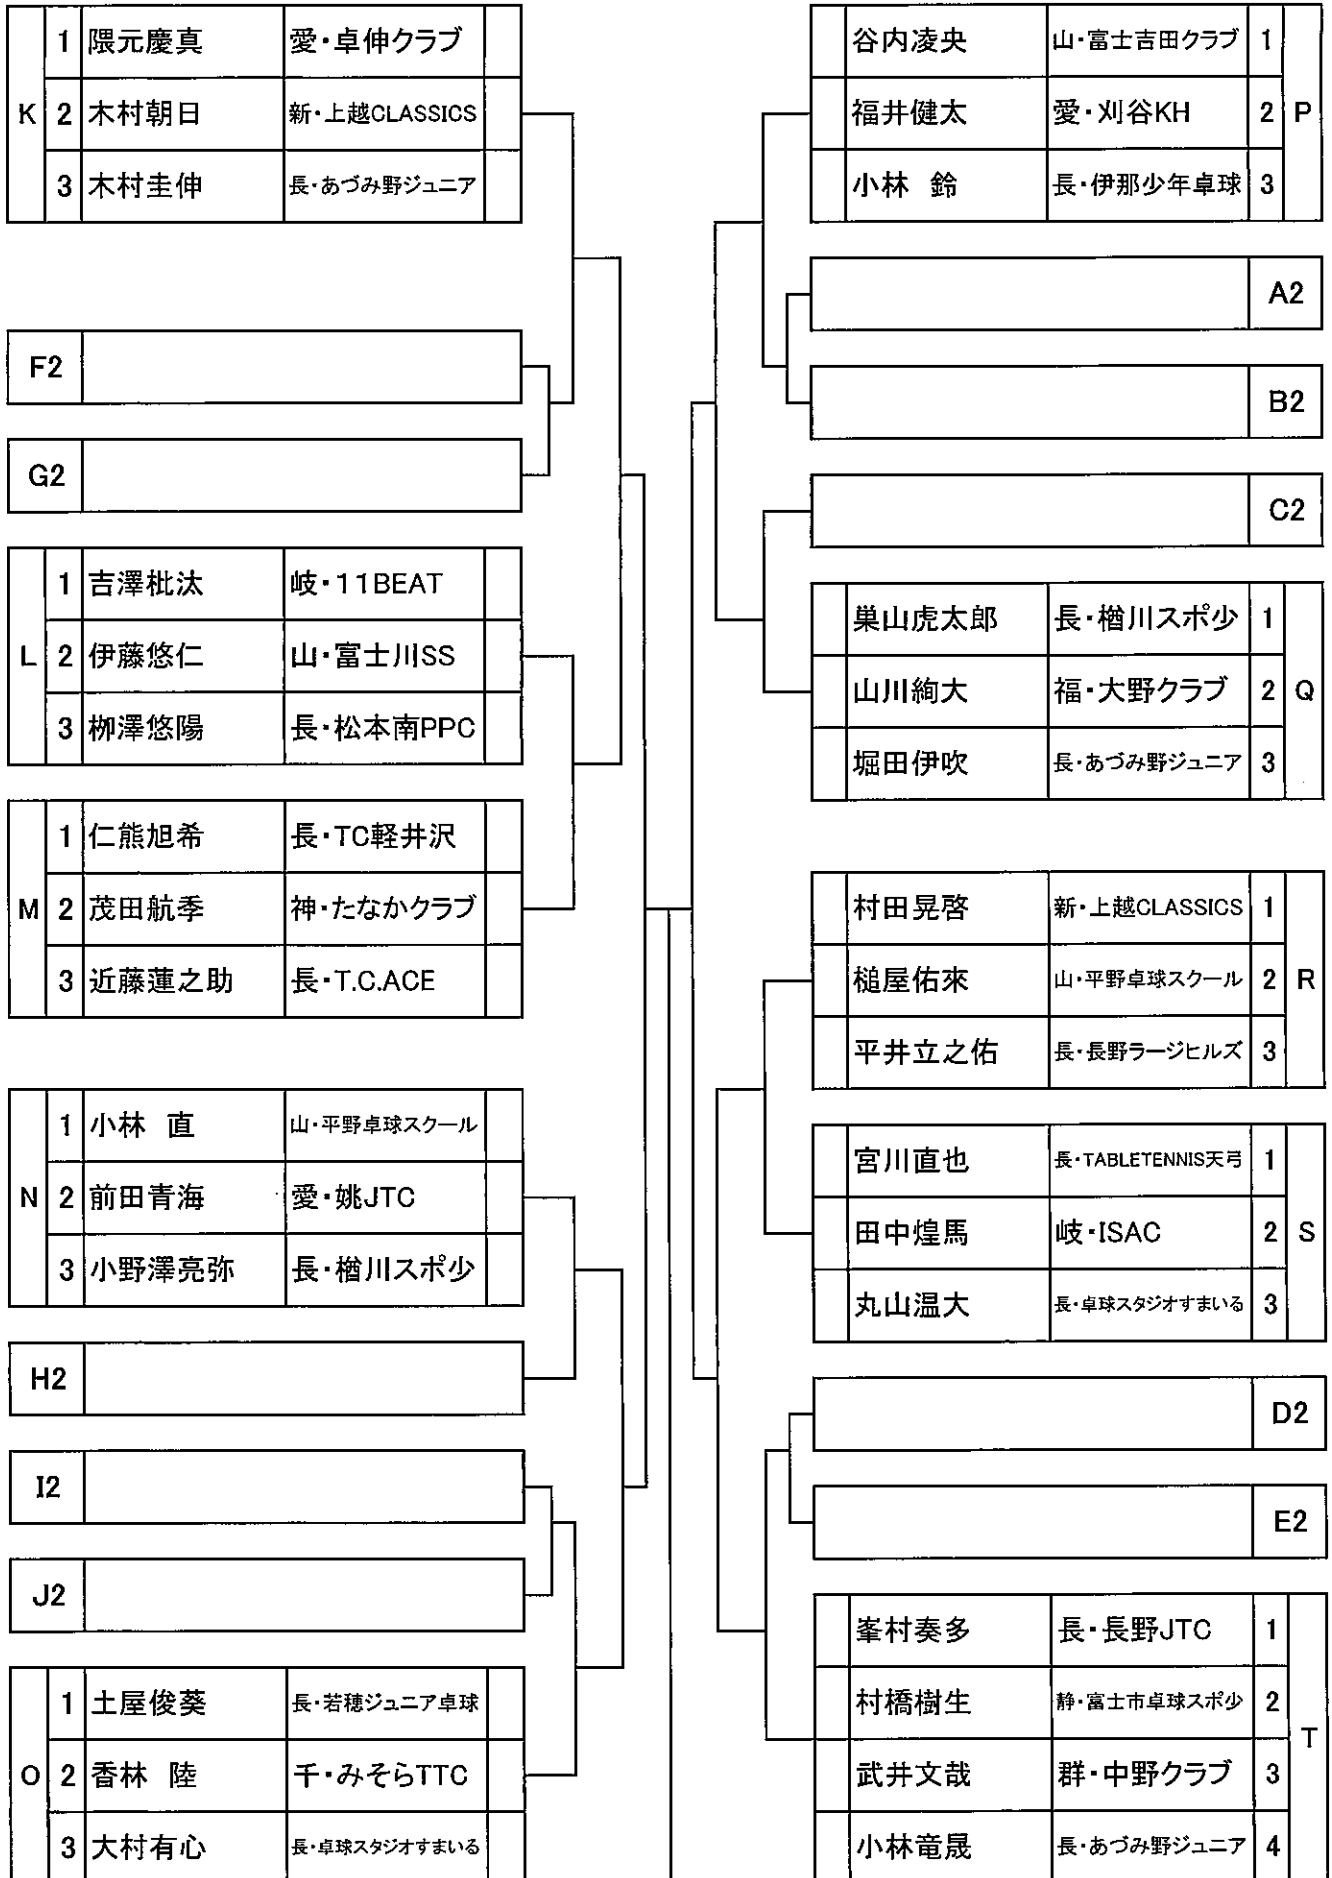 K
1 隈元慶真 愛・卓伸クラブ
2 木村朝日 新・上越CLASSICS
3 木村圭伸 長・あづみ野ジュニア
F2
G2
L
1 吉澤枇汰 岐・11BEAT
2 伊藤悠仁 山・富士川SS
3 栁澤悠陽 長・松本南PPC
M
1 仁熊旭希 長・TC軽井沢
2 茂田航季 神・たなかクラブ
3 近藤蓮之助 長・T.C.ACE
N
1 小林 直 山・平野卓球スクール
2 前田青海 愛・姚JTC
3 小野澤亮弥 長・楢川スポ少
H2
I2
J2
O
1 土屋俊葵 長・若穂ジュニア卓球
2 香林 陸 千・みそらTTC
3 大村有心 長・卓球スタジオすまいる
谷内凌央 山・富士吉田クラブ 1
福井健太 愛・刈谷KH 2
小林 鈴 長・伊那少年卓球 3
P
A2
B2
C2
巣山虎太郎 長・楢川スポ少 1
山川絢大 福・大野クラブ 2
堀田伊吹 長・あづみ野ジュニア 3
Q
村田晃啓 新・上越CLASSICS 1
槌屋佑來 山・平野卓球スクール 2
平井立之佑 長・長野ラージヒルズ 3
R
宮川直也 長・TABLETENNIS天弓 1
田中煌馬 岐・ISAC 2
丸山温大 長・卓球スタジオすまいる 3
S
D2
E2
峯村奏多 長・長野JTC 1
村橋樹生 静・富士市卓球スポ少 2
武井文哉 群・中野クラブ 3
小林竜晟 長・あづみ野ジュニア 4
T